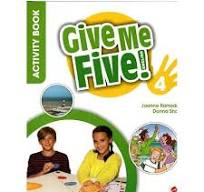 ACTIVITY BOOK
Give Me
Five!
4
Joanne Ramsden
Donna Shaw